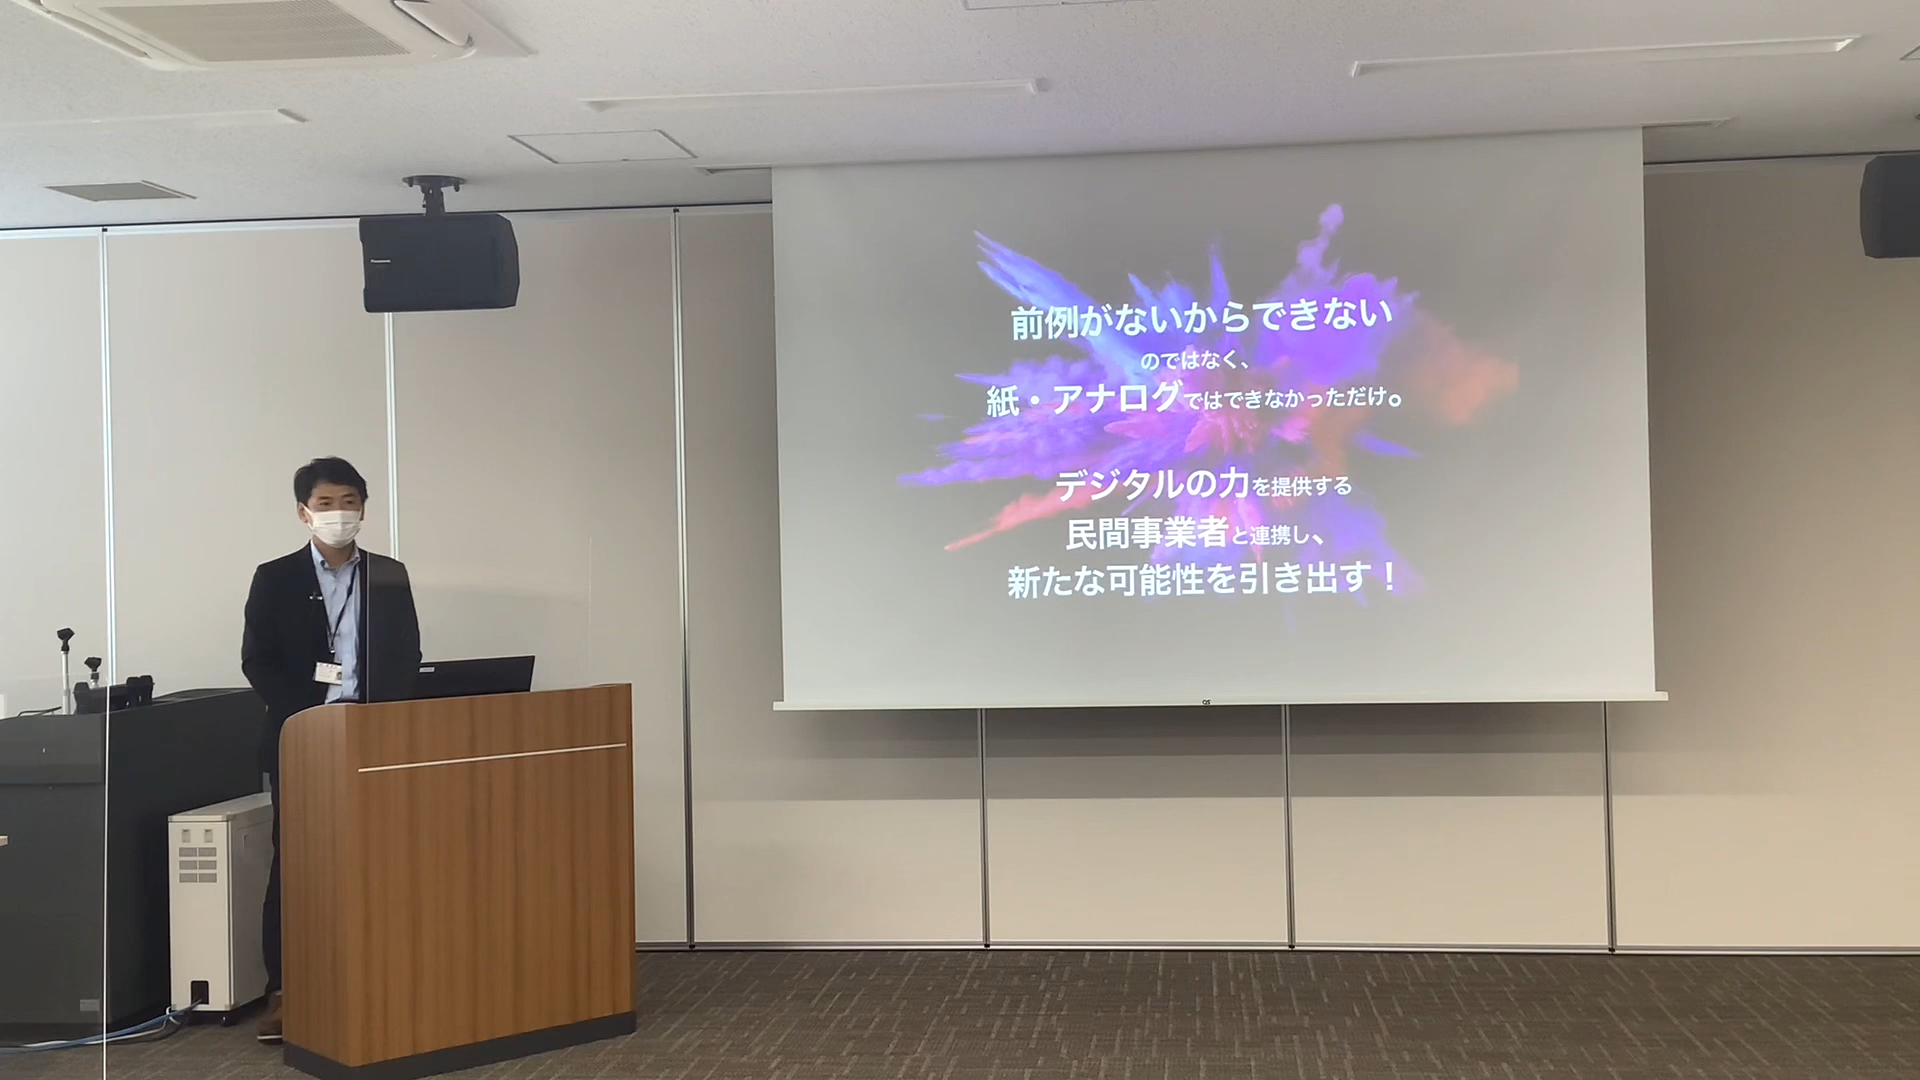 前例がないからできない
のではなく、
紙・アナログではできなかっただけ。
デジタルの力を提供する
民間事業者と連携し、
新たな可能性を引き出す！
Panasonic
OS